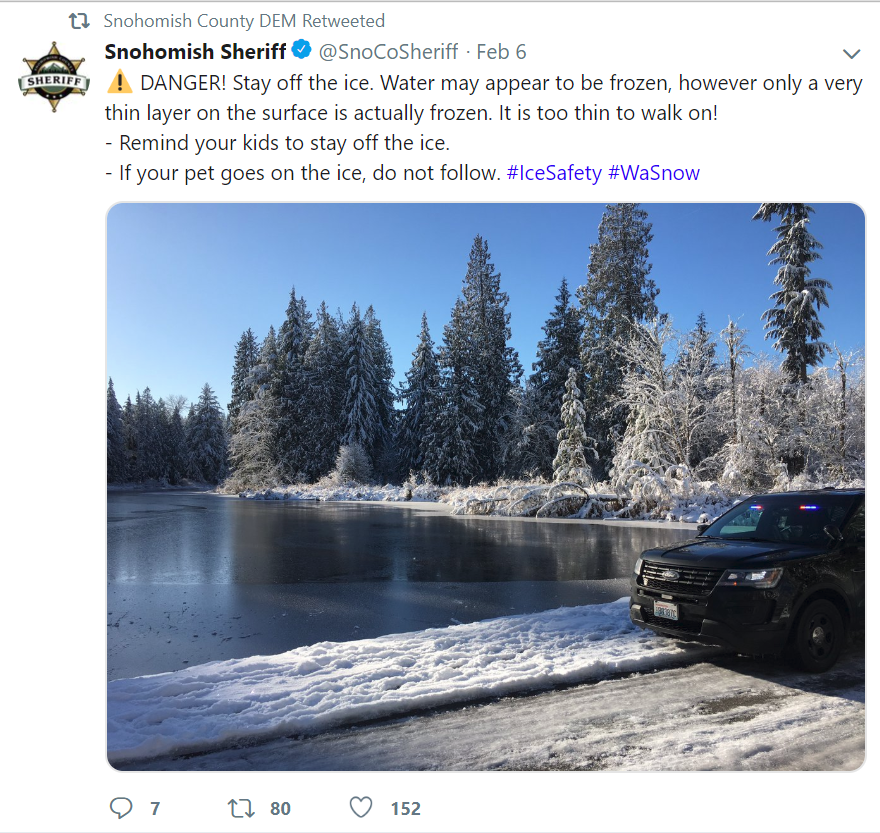 Snohomish County DEM Retweeted
Snohomish Sheriff @SnoCoSheriff · Feb 6
SHERIFF
⚠ DANGER! Stay off the ice. Water may appear to be frozen, however only a very
thin layer on the surface is actually frozen. It is too thin to walk on!
- Remind your kids to stay off the ice.
- If your pet goes on the ice, do not follow. #IceSafety #WaSnow
7 80 152